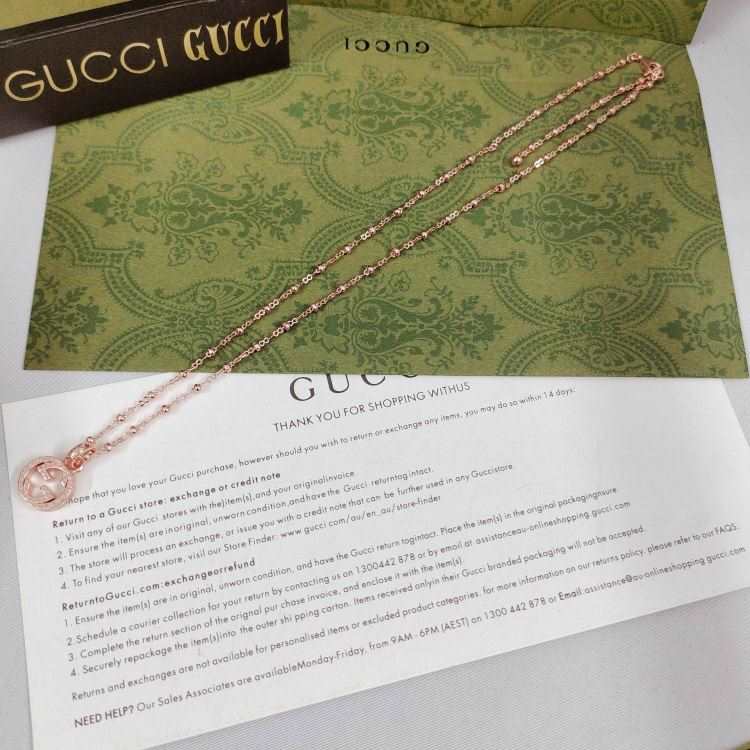 GUCCI GUCCI
GUCCI
GUCC
THANK YOU FOR SHOPPING WITHUS
hope that you love your Gucci purchase, however should you wish to return or exchange any items, you may do so within 14 days:
Return to a Gucci store: exchange or credit note
1. Visit any of our Gucci stores with the)item(s),and your originalinvoice.
2. Ensure the item(s) are inoriginal, unworn condition,andhave the Gucci returntag intact.
3. The store will process an exchange, or issue you with a credit note that can be further used in any Guccistore.
4. To find your nearest store, visit our Store Finder: www.gucci.com/au/en_au/store-finder.
ReturntoGucci.com:exchangeorrefund
1. Ensure the item(s) are in original, unworn condition, and have the Gucci return tag intact. Place the item(s) in the original packagingnsure.
2.Schedule a courier collection for your return by contacting us on 1300442 878 or by email at assistanceau-onlineshopping.gucci.com
3. Complete the return section of the orignal pur chase invoice, and enclose it with the item(s).
4. Securely repackage the item(s)into the outer shi pping carton. Items received onlyin their Gucci branded packaging will not be accepted.
Returns and exchanges are not available for personalised items or excluded product categories. for more information on our returns policy, please refer to our FAQS.
NEED HELP? Our Sales Associates are availableMonday-Friday, from 9AM - 6PM (AEST) on 1300 442 878 or Email:assistance@au-onlineshopping.gucci.com